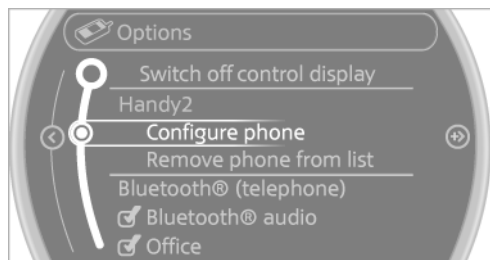 Options
Switch off control display
Handy2
Configure phone
Remove phone from list
Bluetooth® (telephone)
Bluetooth® audio
Office